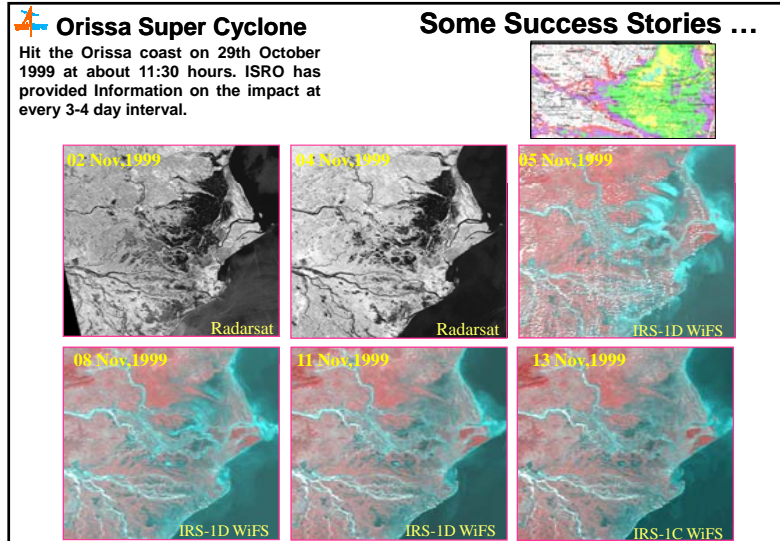 Orissa Super Cyclone
Some Success Stories ...
Hit the Orissa coast on 29th October
1999 at about 11:30 hours. ISRO has
provided Information on the impact at
every 3-4 day interval.
02 Nov,1999
Radarsat
04 Nov,1999
Radarsat
05 Nov,1999
IRS-1D WiFS
08 Nov,1999
IRS-1D WiFS
11 Nov,1999
IRS-1D WiFS
13 Nov,1999
IRS-1C WiFS